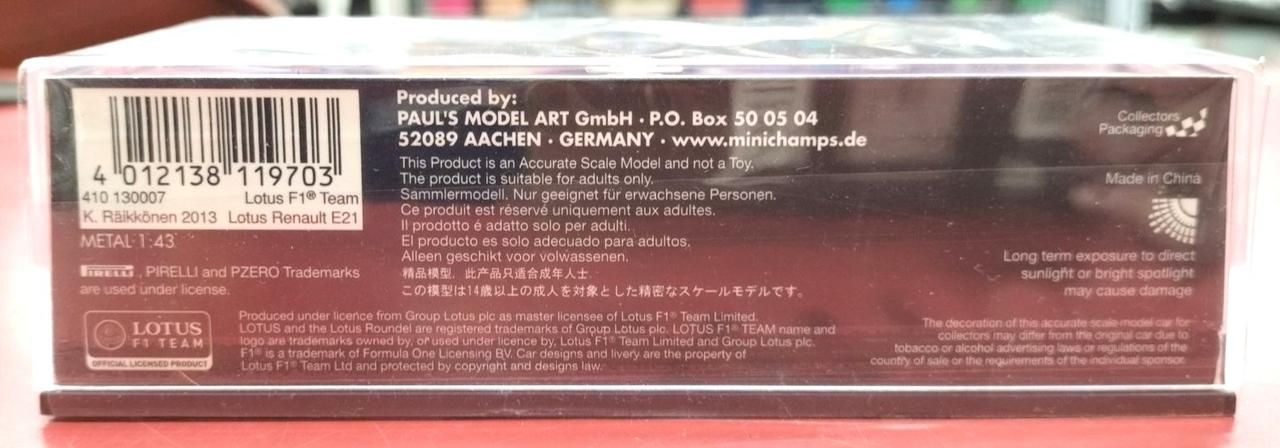 4 012138 119703
410 130007 Lotus F1® Team
K. Räikkönen 2013 Lotus Renault E21
METAL 1:43
PIRELLI, PIRELLI and PZERO Trademarks
are used under license.
LOTUS
F1 TEAM
OFFICIAL LICENSED PRODUCT
Produced by:
PAUL'S MODEL ART GmbH · P.O. Box 50 05 04
52089 AACHEN · GERMANY · www.minichamps.de
This Product is an Accurate Scale Model and not a Toy.
The product is suitable for adults only.
Sammlermodell. Nur geeignet für erwachsene Personen.
Ce produit est réservé uniquement aux adultes.
Il prodotto é adatto solo per adulti.
El producto es solo adecuado para adultos.
Alleen geschikt voor volwassenen.
精品模型. 此产品只适合成年人士.
この模型は14歳以上の成人を対象とした精密なスケールモデルです。
Produced under licence from Group Lotus plc as master licensee of Lotus F1® Team Limited.
LOTUS and the Lotus Roundel are registered trademarks of Group Lotus plc. LOTUS F1® TEAM name and
logo are trademarks owned by, or used under licence by, Lotus F1® Team Limited and Group Lotus plc.
F1® is a trademark of Formula One Licensing BV. Car designs and livery are the property of
Lotus F1® Team Ltd and protected by copyright and designs law.
Collectors
Packaging
Made in China
Long term exposure to direct
sunlight or bright spotlight
may cause damage
The decoration of this accurate scale model car for
collectors may differ from the original car due to
tobacco or alcohol advertising laws or regulations of the
country of sale or the requirements of the individual sponsor.